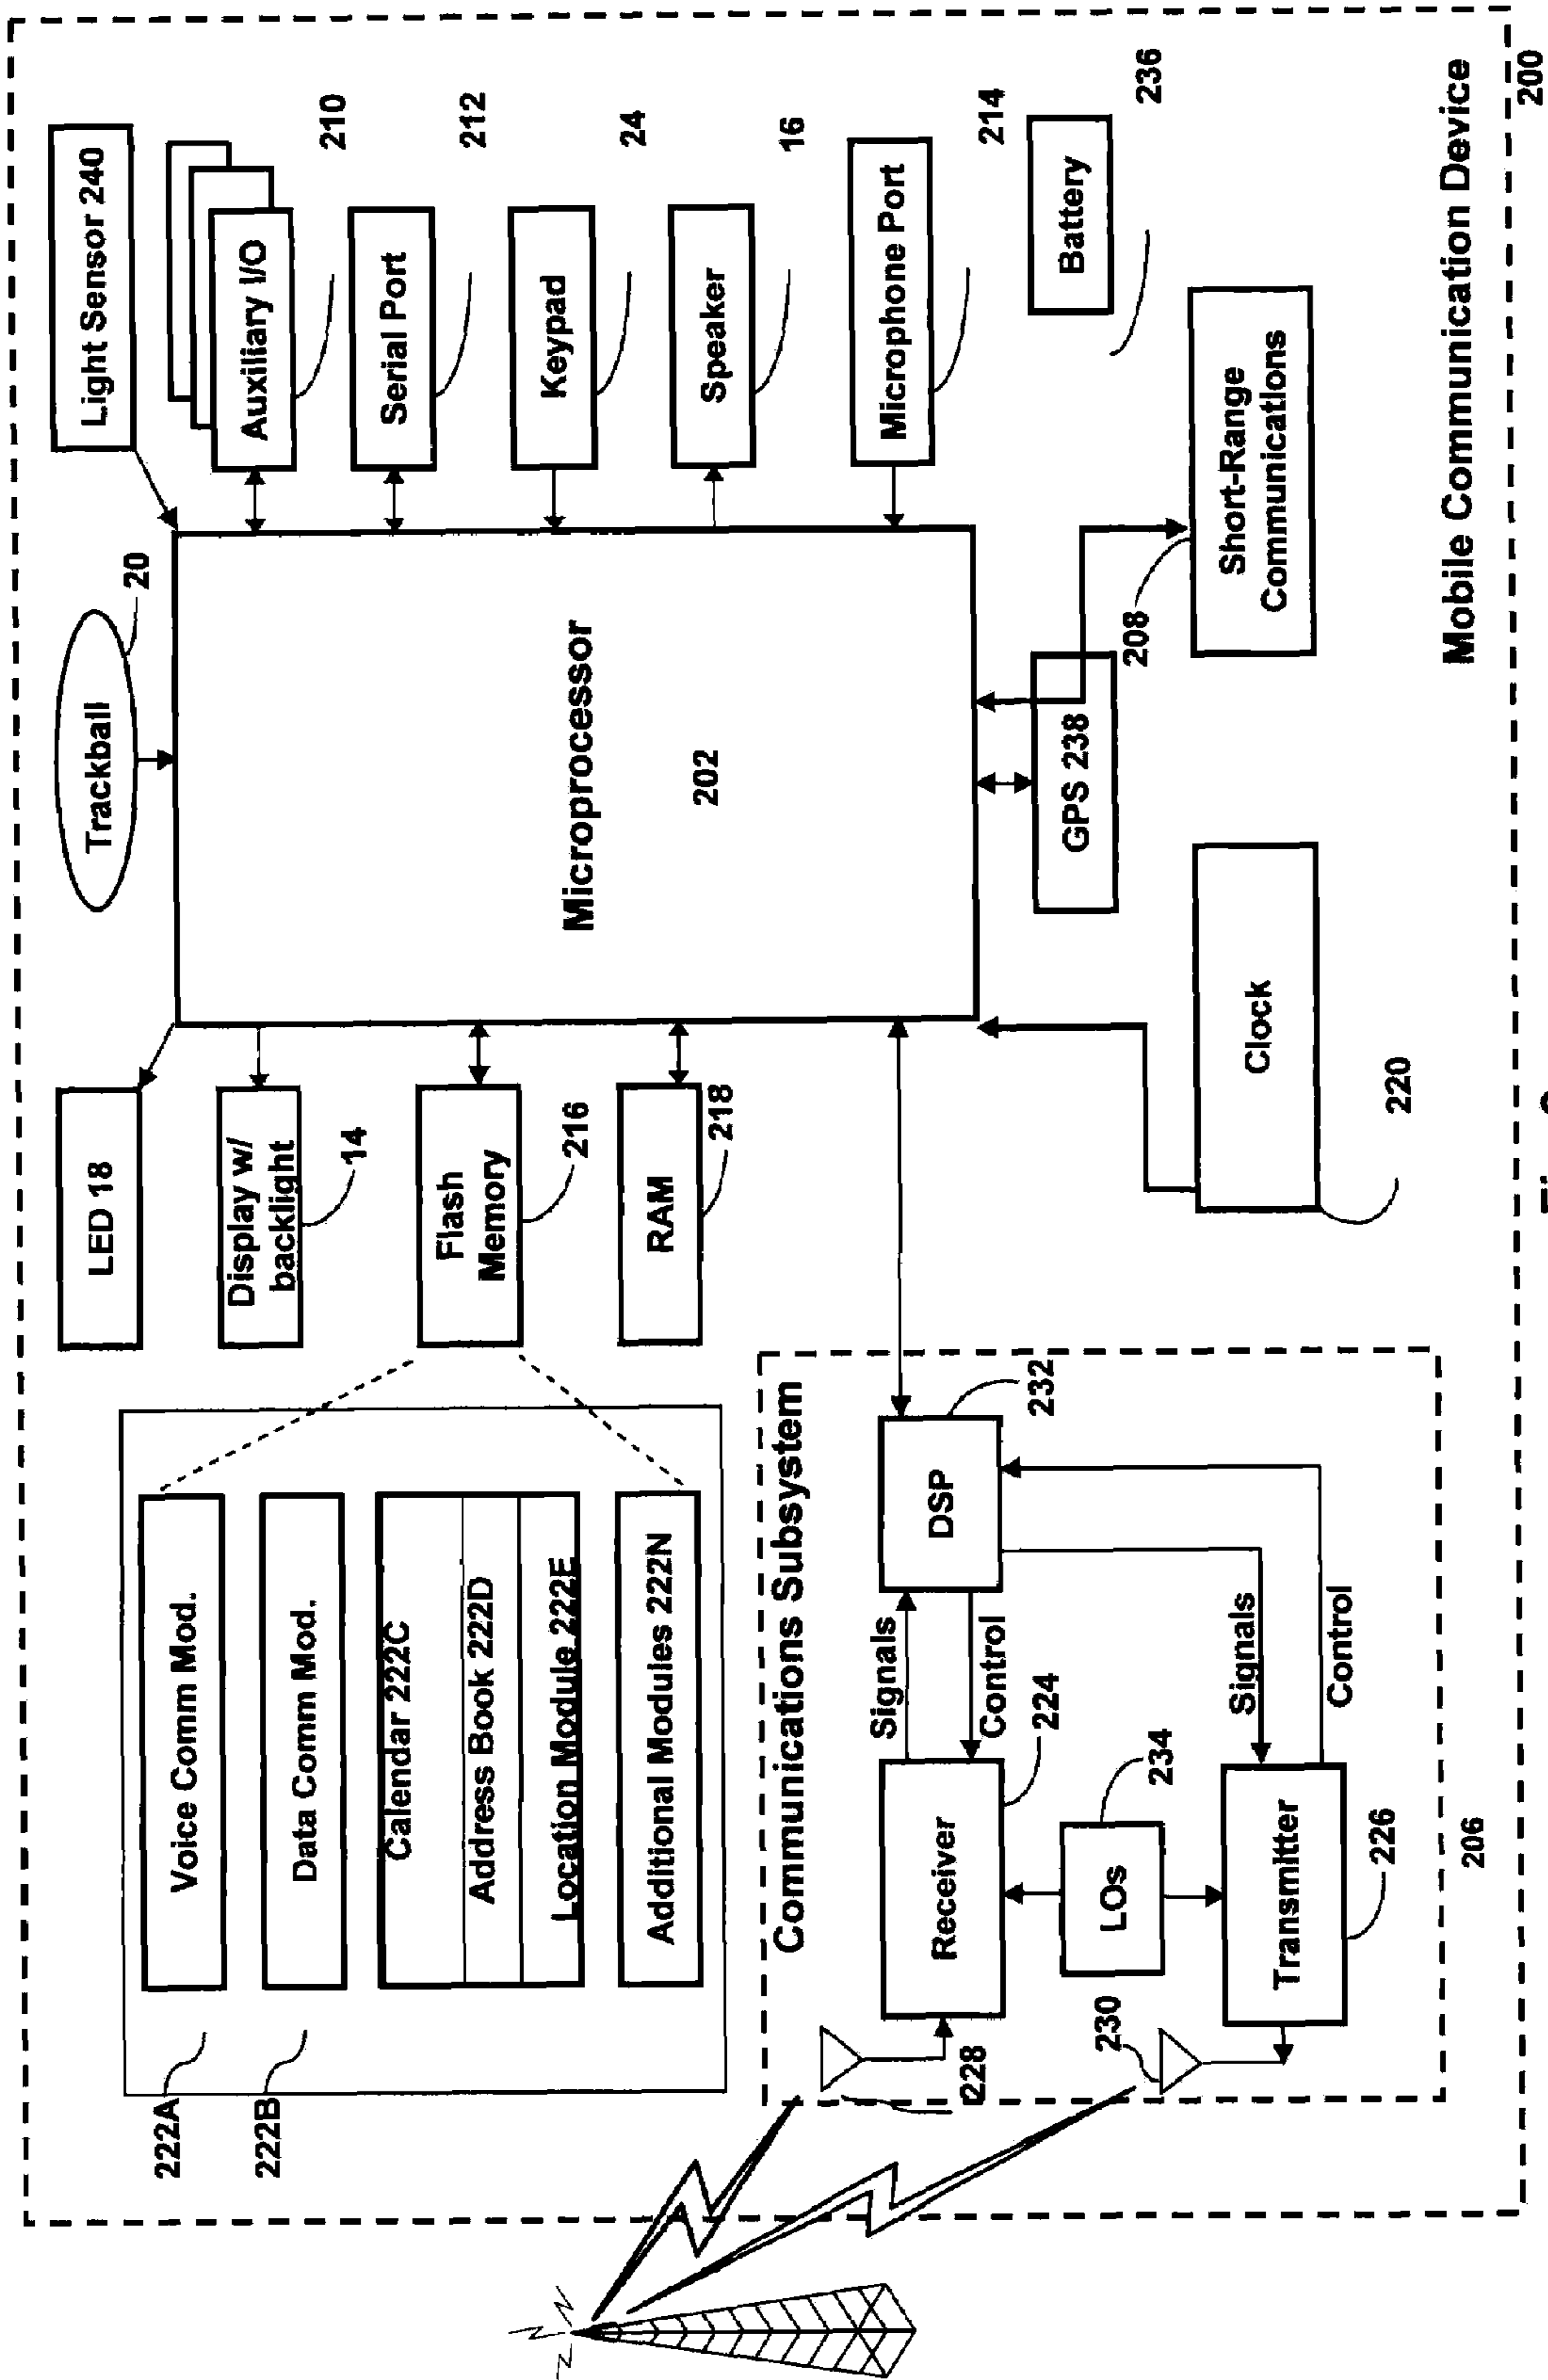 LED 18
Trackball
20
Light Sensor 240
Voice Comm Mod.
Data Comm Mod.
Calendar 222C
Address Book 222D
Location Module 222E
Additional Modules 222N
222A
222B
Display w/
backlight
14
Flash
Memory
216
RAM
218
Microprocessor
202
Auxiliary I/O
210
Serial Port
212
Keypad
24
Speaker
16
Microphone Port
214
Battery
236
Communications Subsystem
Signals
DSP
232
Control
Receiver
224
228
LOs
234
230
Signals
Transmitter
226
Control
206
GPS 238
208
Short-Range
Communications
Clock
220
Mobile Communication Device
200